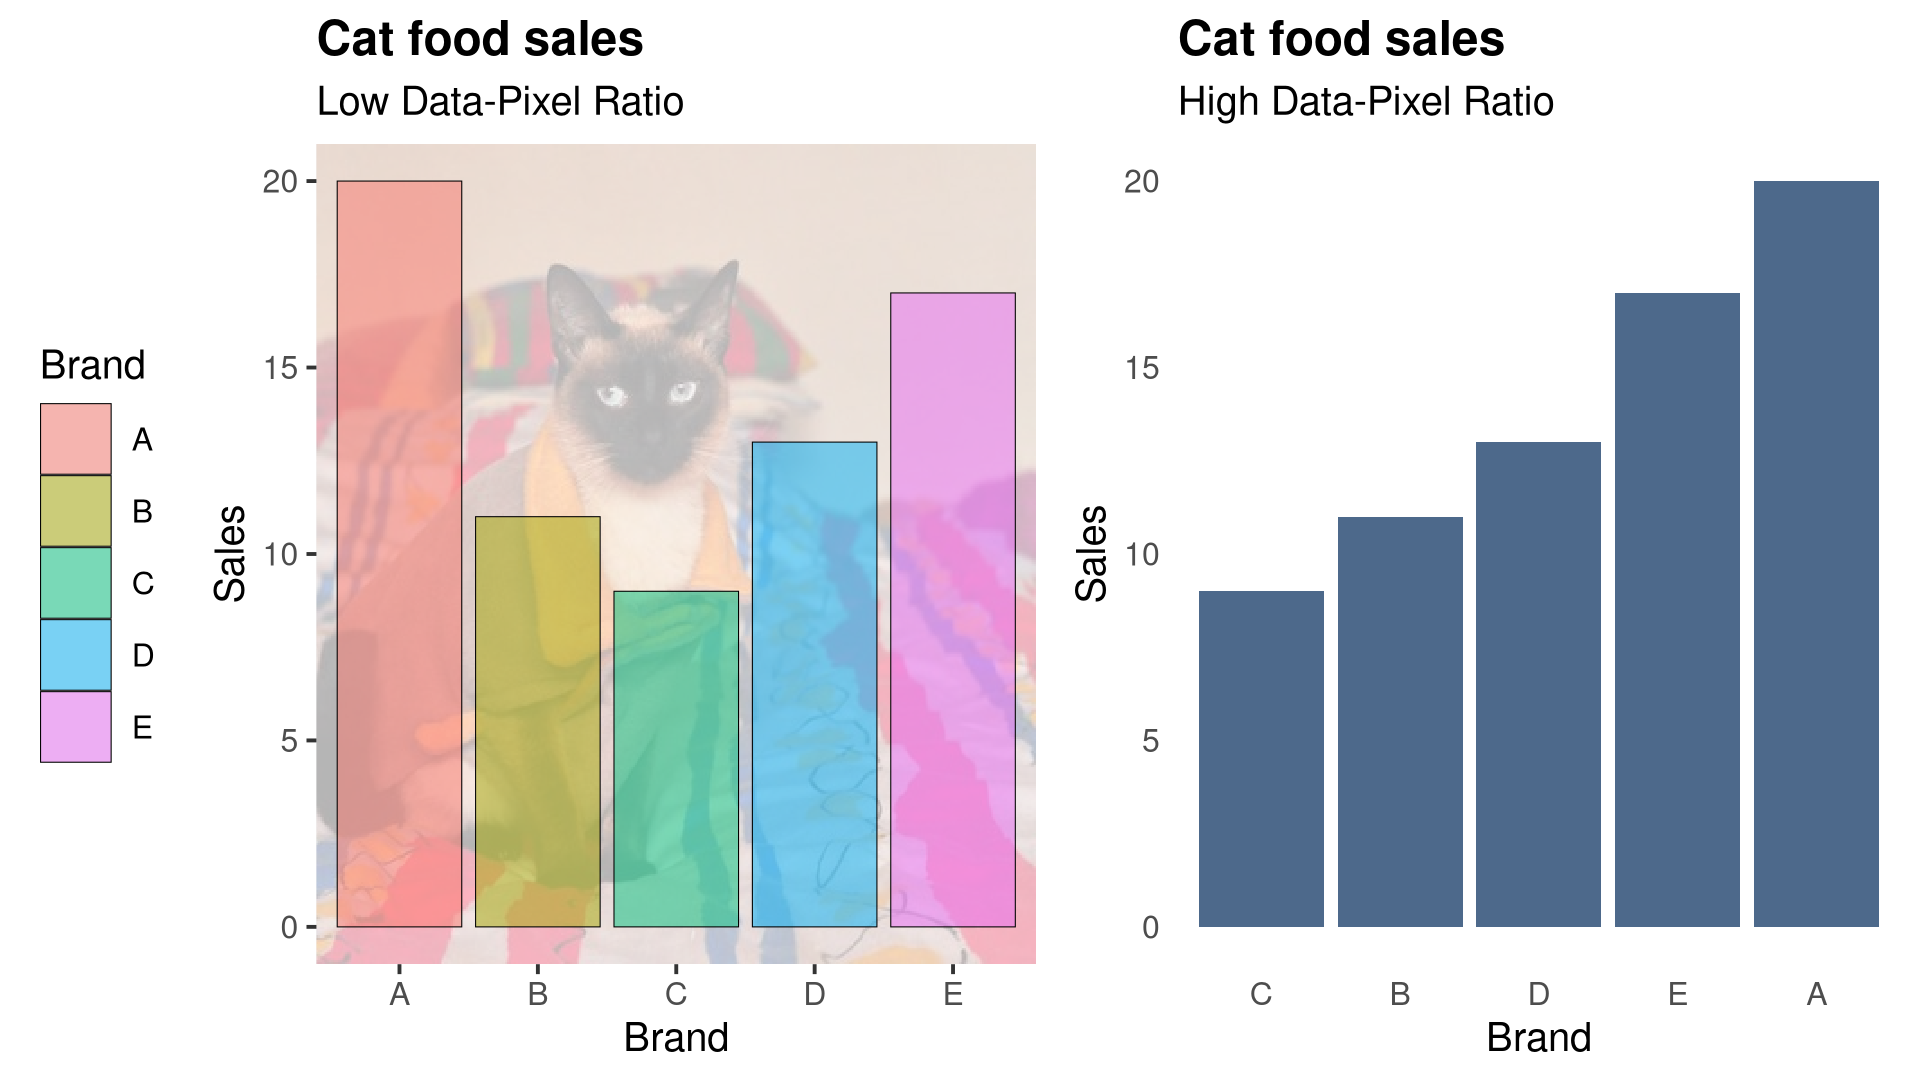 Cat food sales
Low Data-Pixel Ratio
Brand
A
B
C
D
E
Sales
20
15
10
5
0
A B C D E
Brand
Cat food sales
High Data-Pixel Ratio
Sales
20
15
10
5
0
C B D E A
Brand